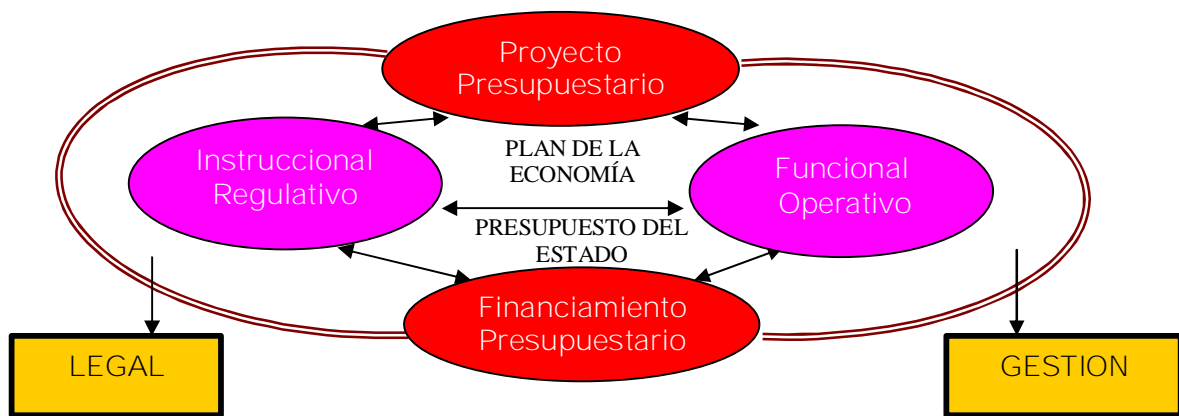 Proyecto
Presupuestario
Instruccional
Regulativo
PLAN DE LA
ECONOMÍA
Funcional
Operativo
PRESUPUESTO DEL
ESTADO
Financiamiento
Presupuestario
LEGAL
GESTION